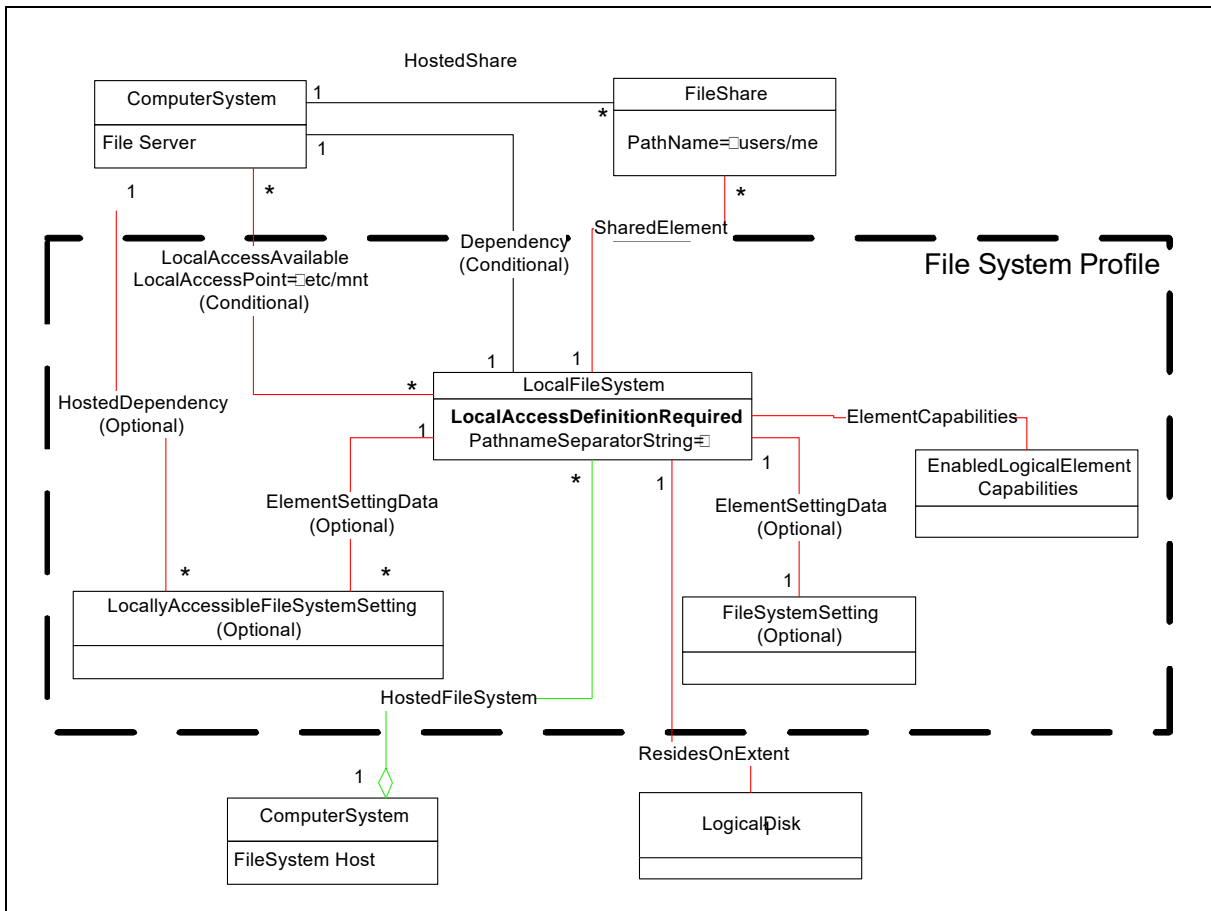 HostedShare
ComputerSystem
File Server
1
*
FileShare
PathName=□users/me
1
1
*
*
SharedElement
LocalAccessAvailable
LocalAccessPoint=□etc/mnt
(Conditional)
Dependency
(Conditional)
File System Profile
1
1
*
LocalFileSystem
LocalAccessDefinitionRequired
PathnameSeparatorString=□
HostedDependency
(Optional)
ElementCapabilities
EnabledLogicalElement
Capabilities
1
*
1
1
ElementSettingData
(Optional)
ElementSettingData
(Optional)
*
*
1
LocallyAccessibleFileSystemSetting
(Optional)
FileSystemSetting
(Optional)
HostedFileSystem
ResidesOnExtent
1
ComputerSystem
FileSystem Host
LogicalDisk